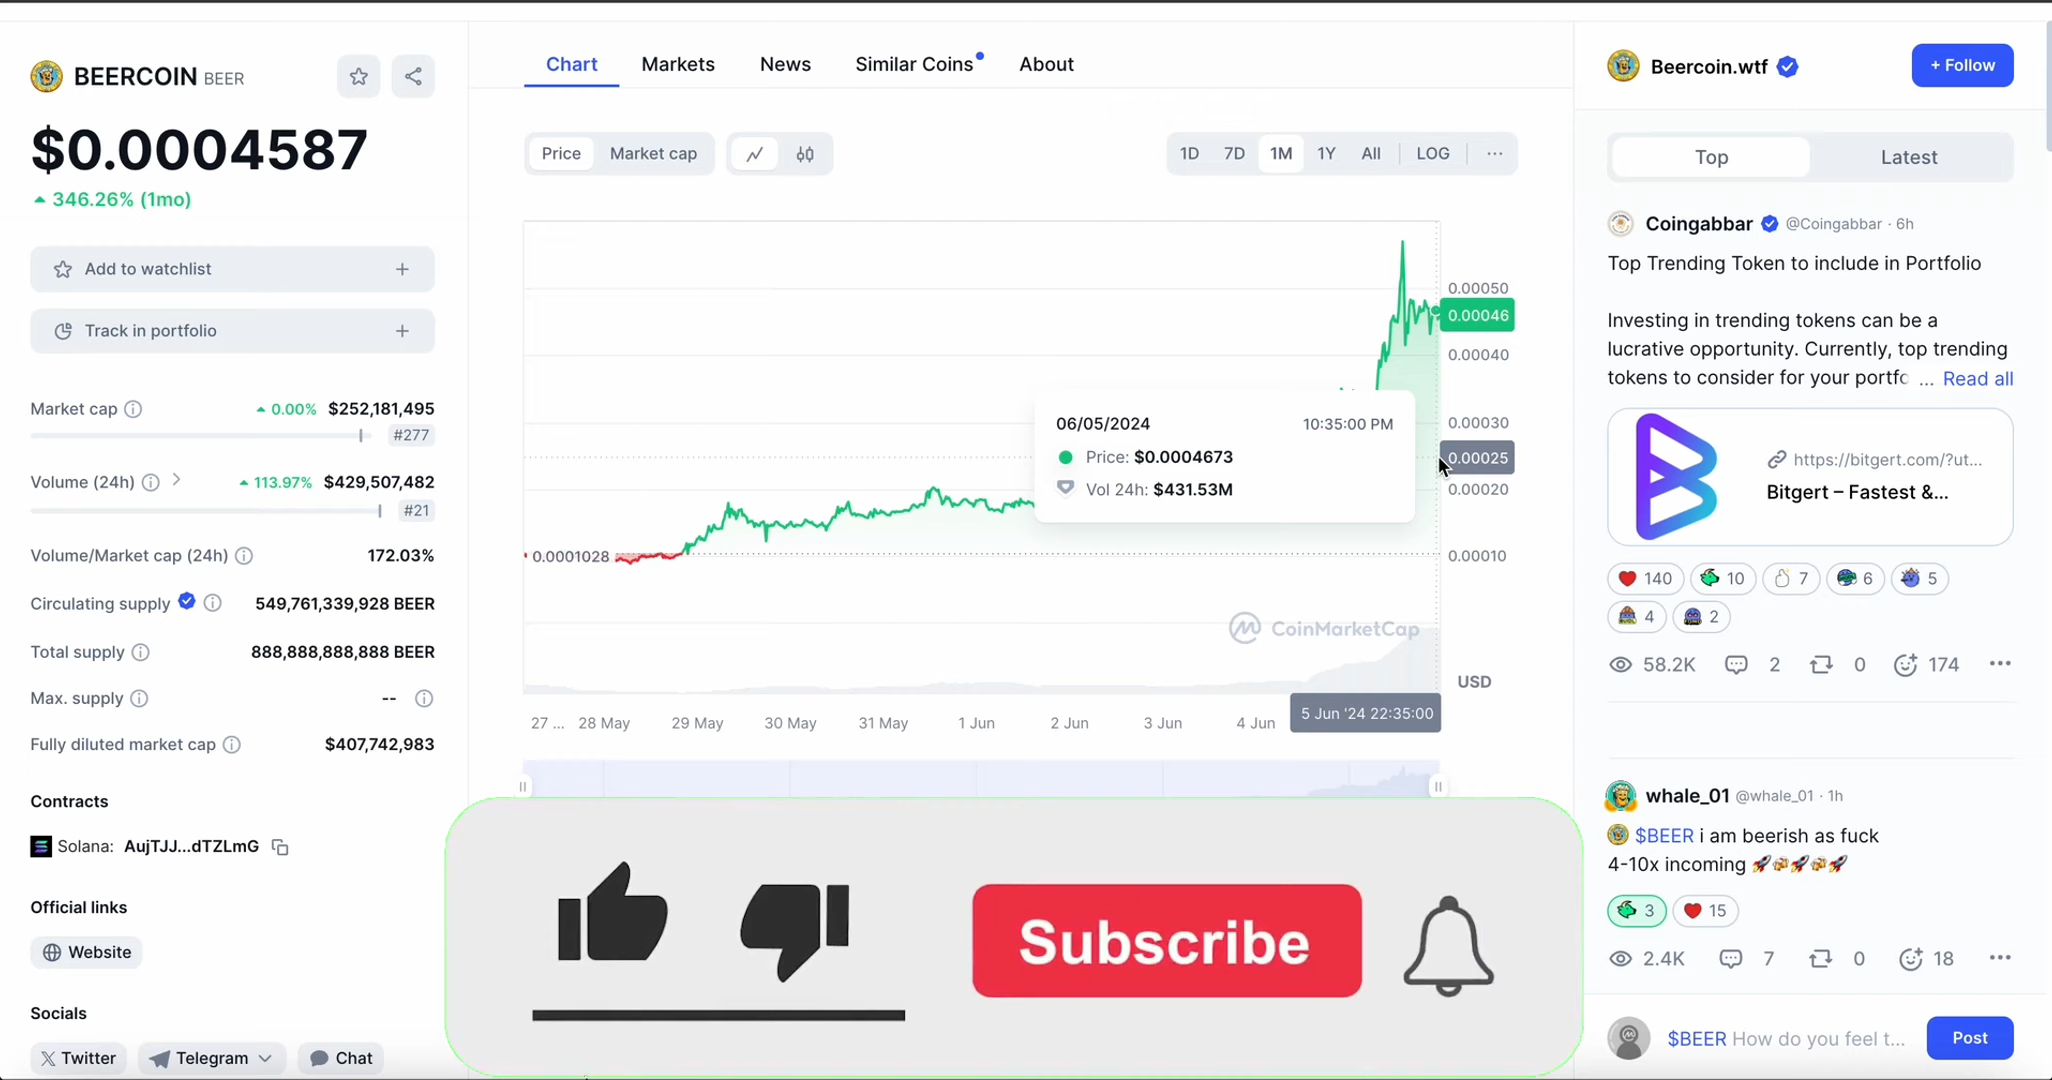 BEERCOIN BEER
$0.0004587
346.26% (1mo)
Add to watchlist
Track in portfolio
Market cap 0.00% $252,181,495
#277
Volume (24h) 113.97% $429,507,482
#21
Volume/Market cap (24h) 172.03%
Circulating supply 549,761,339,928 BEER
Total supply 888,888,888,888 BEER
Max. supply --
Fully diluted market cap $407,742,983
Contracts
Solana: AujTJJ...dTZLmG
Official links
Website
Socials
Twitter Telegram Chat
Chart Markets News Similar Coins About
Price Market cap 1D 7D 1M 1Y All LOG ...
0.00050
0.00046
0.00040
0.00030
0.00025
0.00020
0.00010
06/05/2024 10:35:00 PM
Price: $0.0004673
Vol 24h: $431.53M
0.0001028
CoinMarketCap
USD
27 ... 28 May 29 May 30 May 31 May 1 Jun 2 Jun 3 Jun 4 Jun 5 Jun '24 22:35:00
Subscribe
Beercoin.wtf + Follow
Top Latest
Coingabbar @Coingabbar · 6h
Top Trending Token to include in Portfolio
Investing in trending tokens can be a
lucrative opportunity. Currently, top trending
tokens to consider for your portfo ... Read all
https://bitgert.com/?ut...
Bitgert – Fastest &...
140 10 7 6 5
4 2
58.2K 2 0 174
whale_01 @whale_01 · 1h
$BEER i am beerish as fuck
4-10x incoming 🚀🍻🚀🍻🚀
3 15
2.4K 7 0 18
$BEER How do you feel t... Post